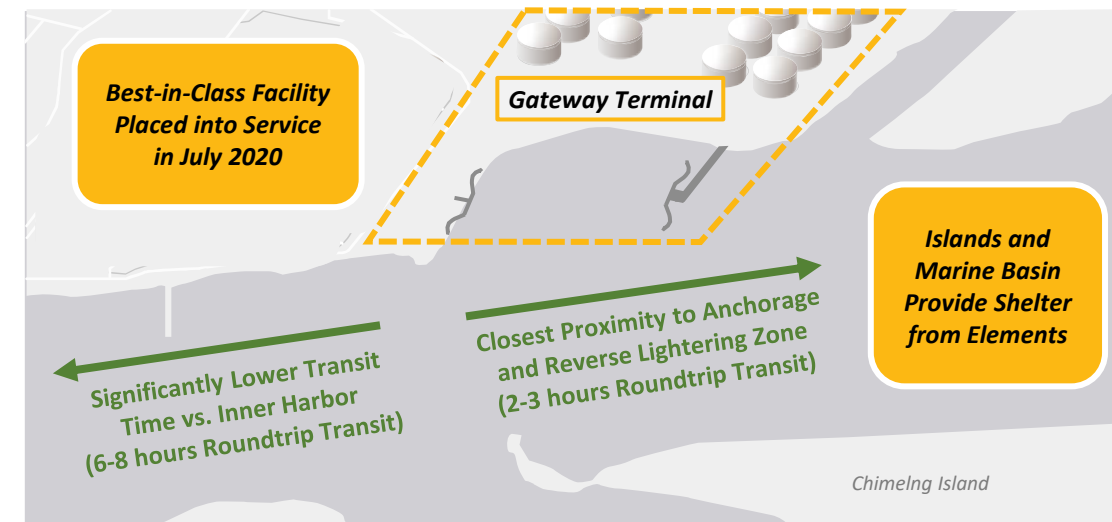 Best-in-Class Facility
Placed into Service
in July 2020
Gateway Terminal
Islands and
Marine Basin
Provide Shelter
from Elements
Significantly Lower Transit
Time vs. Inner Harbor
(6-8 hours Roundtrip Transit)
Closest Proximity to Anchorage
and Reverse Lightering Zone
(2-3 hours Roundtrip Transit)
Chimelng Island